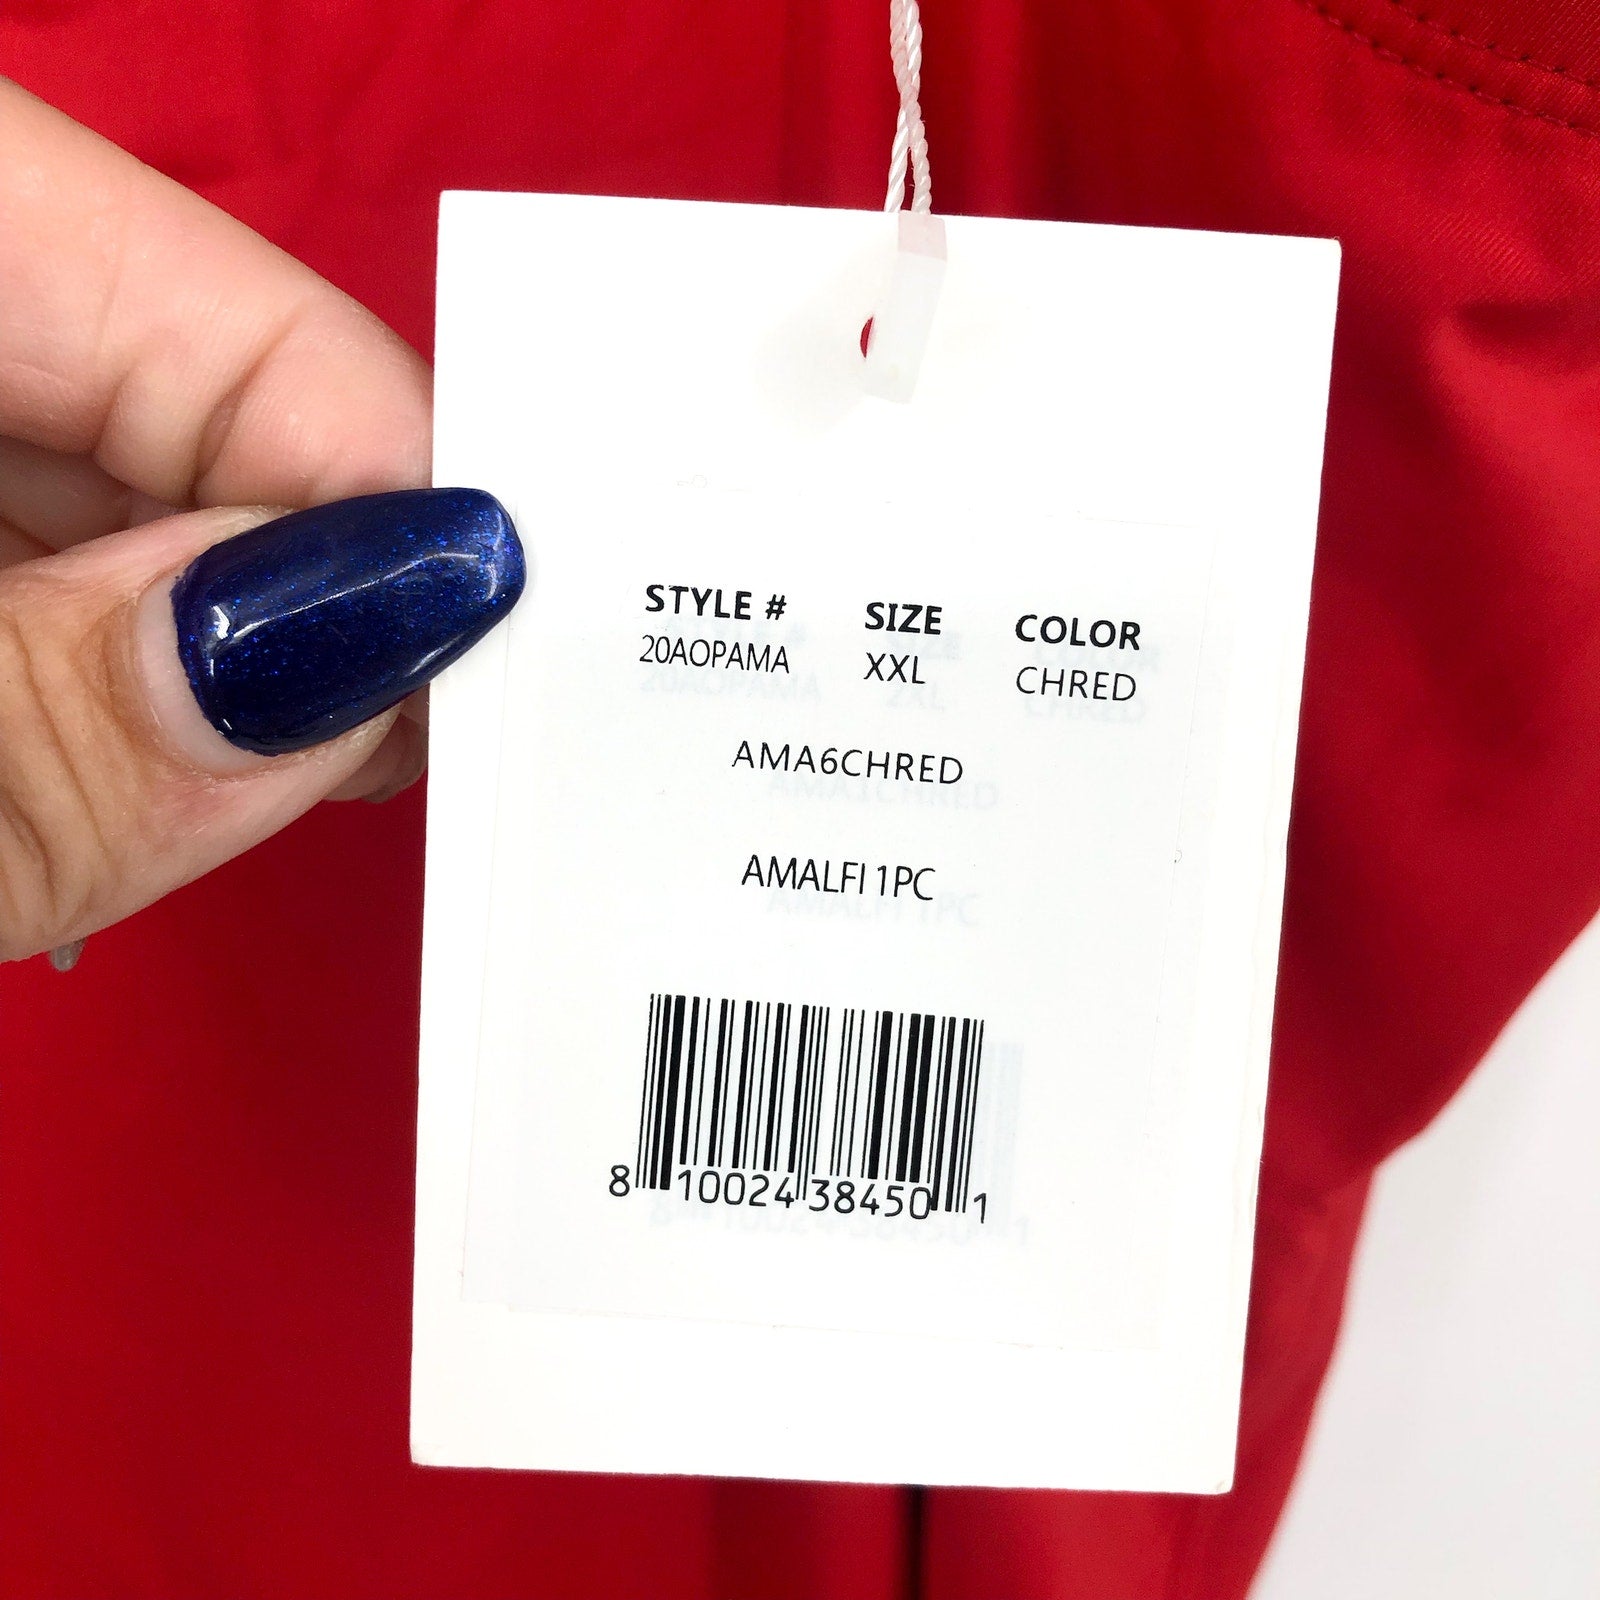 STYLE # SIZE COLOR
20AOPAMA XXL CHRED
AMA6CHRED
AMALFI 1PC
8 10024 38450 1